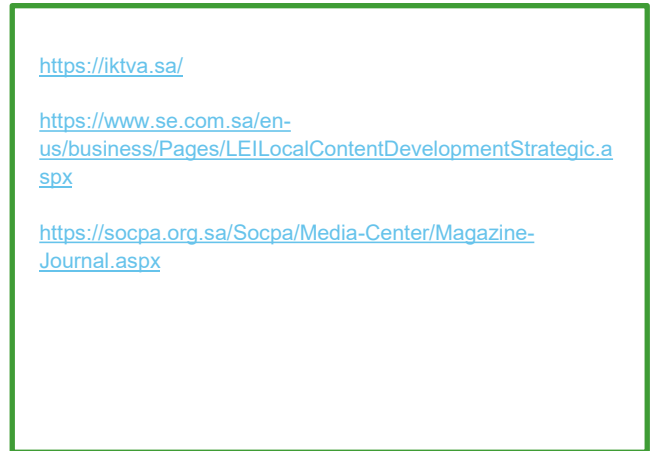 https://iktva.sa/
https://www.se.com.sa/en-
us/business/Pages/LEILocalContentDevelopmentStrategic.a
spx
https://socpa.org.sa/Socpa/Media-Center/Magazine-
Journal.aspx